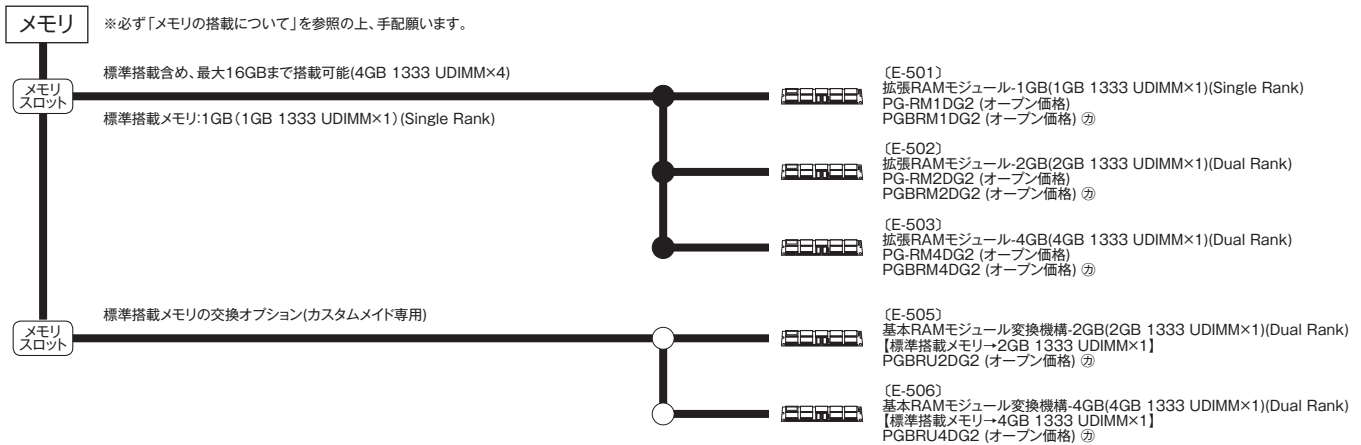 メモリ
※必ず「メモリの搭載について」を参照の上、手配願います。
メモリ
スロット
標準搭載含め、最大16GBまで搭載可能(4GB 1333 UDIMM×4)
標準搭載メモリ:1GB(1GB 1333 UDIMM×1)(Single Rank)
〔E-501〕
拡張RAMモジュール-1GB(1GB 1333 UDIMM×1)(Single Rank)
PG-RM1DG2 (オープン価格)
PGBRM1DG2 (オープン価格) ㋕
〔E-502〕
拡張RAMモジュール-2GB(2GB 1333 UDIMM×1)(Dual Rank)
PG-RM2DG2 (オープン価格)
PGBRM2DG2 (オープン価格) ㋕
〔E-503〕
拡張RAMモジュール-4GB(4GB 1333 UDIMM×1)(Dual Rank)
PG-RM4DG2 (オープン価格)
PGBRM4DG2 (オープン価格) ㋕
メモリ
スロット
標準搭載メモリの交換オプション(カスタムメイド専用)
〔E-505〕
基本RAMモジュール変換機構-2GB(2GB 1333 UDIMM×1)(Dual Rank)
【標準搭載メモリ→2GB 1333 UDIMM×1】
PGBRU2DG2 (オープン価格) ㋕
〔E-506〕
基本RAMモジュール変換機構-4GB(4GB 1333 UDIMM×1)(Dual Rank)
【標準搭載メモリ→4GB 1333 UDIMM×1】
PGBRU4DG2 (オープン価格) ㋕